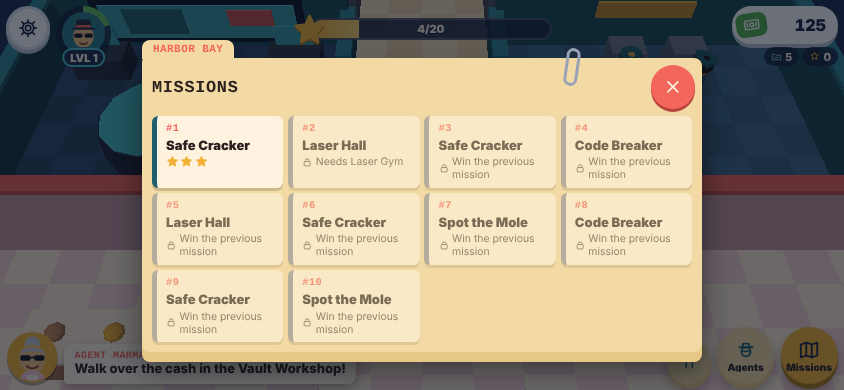 4/20
125
LVL 1
5
0
HARBOR BAY
MISSIONS
#1
Safe Cracker
#2
Laser Hall
Needs Laser Gym
#3
Safe Cracker
Win the previous
mission
#4
Code Breaker
Win the previous
mission
#5
Laser Hall
Win the previous
mission
#6
Safe Cracker
Win the previous
mission
#7
Spot the Mole
Win the previous
mission
#8
Code Breaker
Win the previous
mission
#9
Safe Cracker
Win the previous
mission
#10
Spot the Mole
Win the previous
mission
AGENT
Walk over the cash in the Vault Workshop!
Agents
Missions